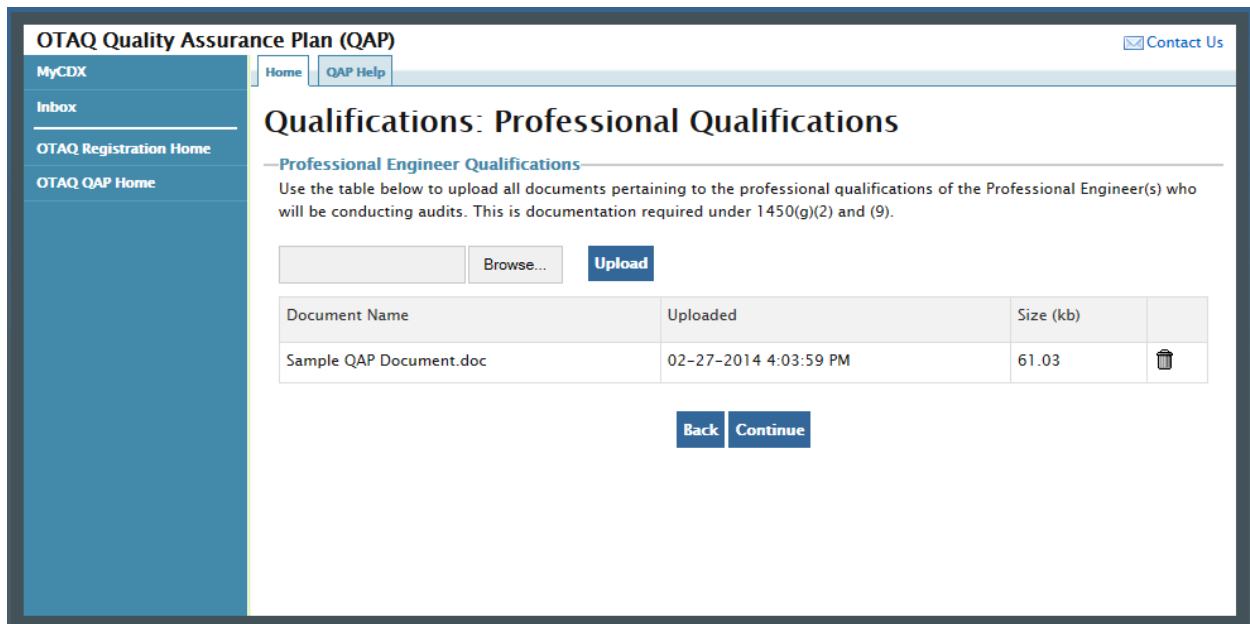 OTAQ Quality Assurance Plan (QAP)
Contact Us
MyCDX
Inbox
OTAQ Registration Home
OTAQ QAP Home
Home QAP Help
Qualifications: Professional Qualifications
Professional Engineer Qualifications
Use the table below to upload all documents pertaining to the professional qualifications of the Professional Engineer(s) who
will be conducting audits. This is documentation required under 1450(g)(2) and (9).
Browse... Upload
Document Name Uploaded Size (kb)
Sample QAP Document.doc 02-27-2014 4:03:59 PM 61.03
Back Continue